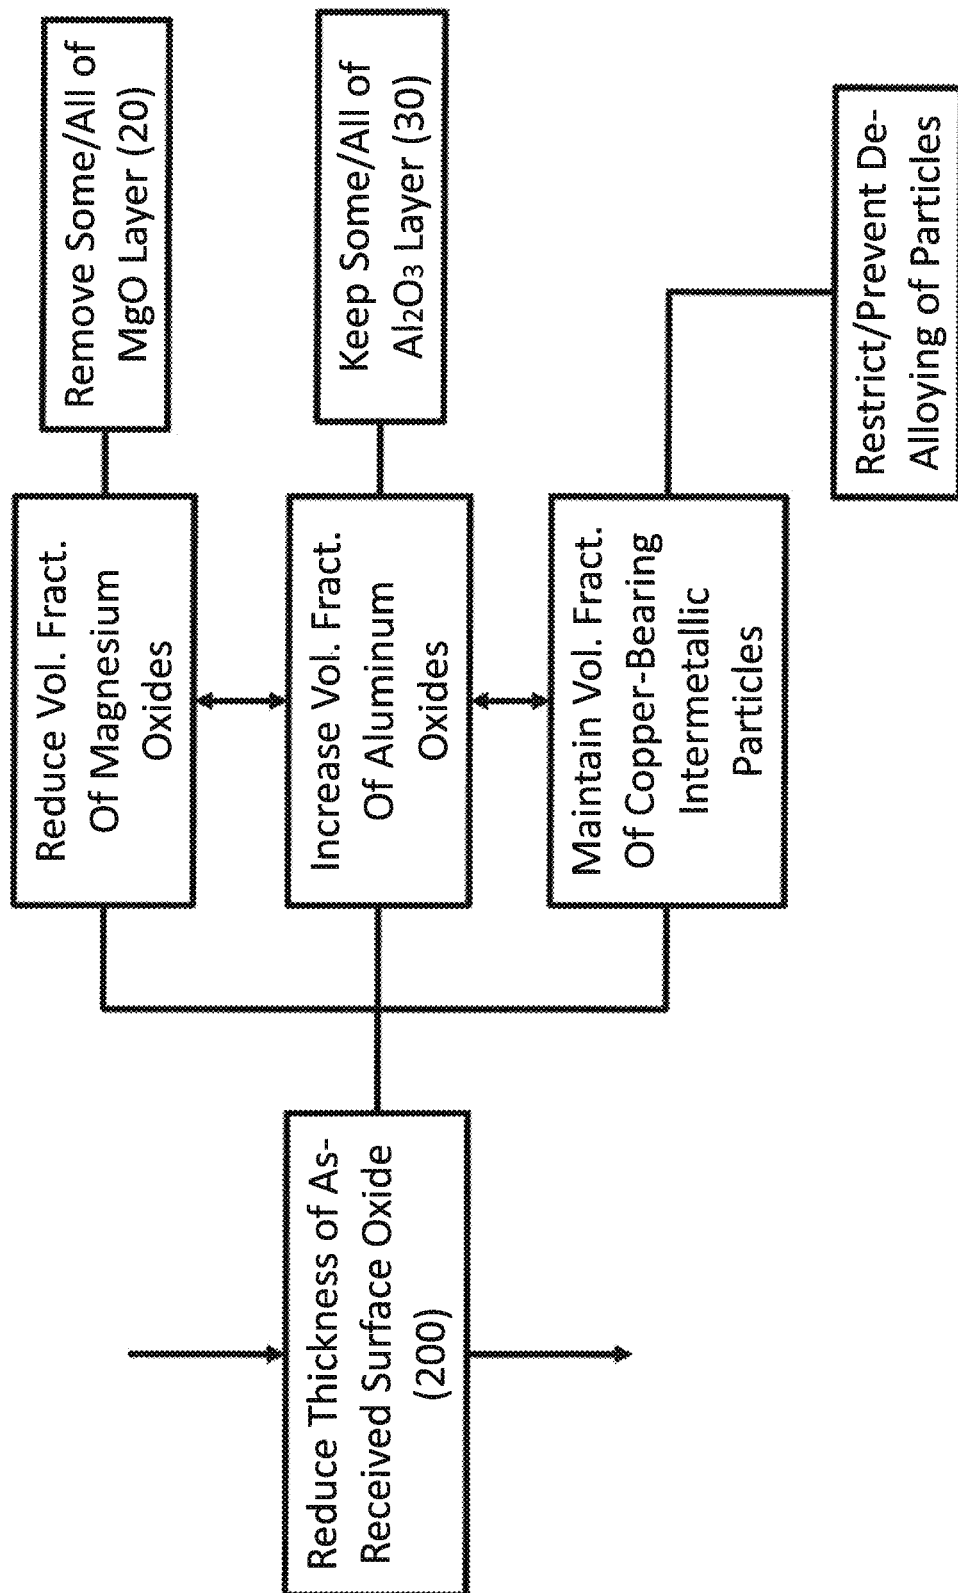 Reduce Thickness of As-
Received Surface Oxide
(200)
Reduce Vol. Fract.
Of Magnesium
Oxides
Remove Some/All of
MgO Layer (20)
Increase Vol. Fract.
Of Aluminum
Oxides
Keep Some/All of
Al₂O₃ Layer (30)
Maintain Vol. Fract.
Of Copper-Bearing
Intermetallic
Particles
Restrict/Prevent De-
Alloying of Particles